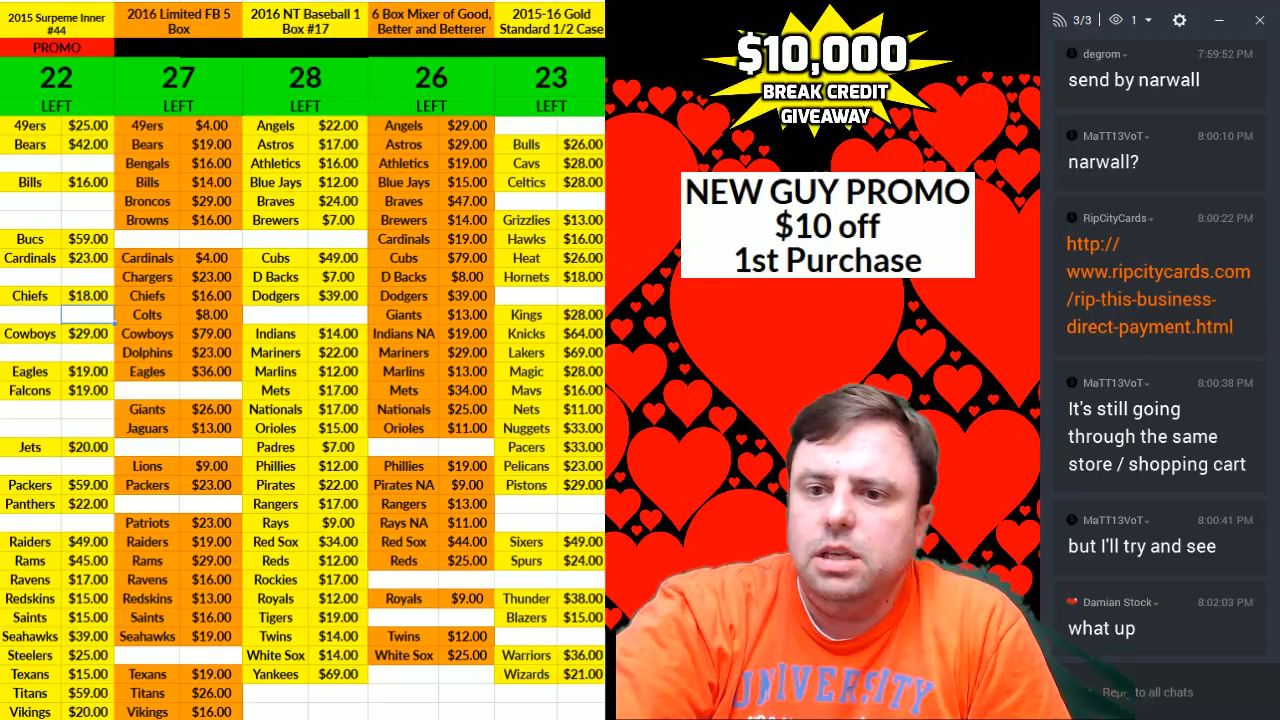 2015 Surpeme Inner #44
2016 Limited FB 5 Box
2016 NT Baseball 1 Box #17
6 Box Mixer of Good, Better and Betterer
2015-16 Gold Standard 1/2 Case
PROMO
22 27 28 26 23
LEFT LEFT LEFT LEFT LEFT
49ers $25.00 49ers $4.00 Angels $22.00 Angels $29.00
Bears $42.00 Bears $19.00 Astros $17.00 Astros $29.00 Bulls $26.00
Bengals $16.00 Athletics $16.00 Athletics $19.00 Cavs $28.00
Bills $16.00 Bills $14.00 Blue Jays $12.00 Blue Jays $15.00 Celtics $28.00
Broncos $29.00 Braves $24.00 Braves $47.00
Browns $16.00 Brewers $7.00 Brewers $14.00 Grizzlies $13.00
Bucs $59.00 Cardinals $19.00 Hawks $16.00
Cardinals $23.00 Cardinals $4.00 Cubs $49.00 Cubs $79.00 Heat $26.00
Chargers $23.00 D Backs $7.00 D Backs $8.00 Hornets $18.00
Chiefs $18.00 Chiefs $16.00 Dodgers $39.00 Dodgers $39.00
Colts $8.00 Giants $13.00 Kings $28.00
Cowboys $29.00 Cowboys $79.00 Indians $14.00 Indians NA $19.00 Knicks $64.00
Dolphins $23.00 Mariners $22.00 Mariners $29.00 Lakers $69.00
Eagles $19.00 Eagles $36.00 Marlins $12.00 Marlins $13.00 Magic $28.00
Falcons $19.00 Mets $17.00 Mets $34.00 Mavs $16.00
Giants $26.00 Nationals $17.00 Nationals $25.00 Nets $11.00
Jaguars $13.00 Orioles $15.00 Orioles $11.00 Nuggets $33.00
Jets $20.00 Padres $7.00 Pacers $33.00
Lions $9.00 Phillies $12.00 Phillies $19.00 Pelicans $23.00
Packers $59.00 Packers $23.00 Pirates $22.00 Pirates NA $9.00 Pistons $29.00
Panthers $22.00 Rangers $17.00 Rangers $13.00
Patriots $23.00 Rays $9.00 Rays NA $11.00
Raiders $49.00 Raiders $19.00 Red Sox $34.00 Red Sox $44.00 Sixers $49.00
Rams $45.00 Rams $29.00 Reds $12.00 Reds $25.00 Spurs $24.00
Ravens $17.00 Ravens $16.00 Rockies $17.00
Redskins $15.00 Redskins $13.00 Royals $12.00 Royals $9.00 Thunder $38.00
Saints $15.00 Saints $16.00 Tigers $19.00 Blazers $15.00
Seahawks $39.00 Seahawks $19.00 Twins $14.00 Twins $12.00
Steelers $25.00 White Sox $14.00 White Sox $25.00 Warriors $36.00
Texans $15.00 Texans $19.00 Yankees $69.00 Wizards $21.00
Titans $59.00 Titans $26.00
Vikings $20.00 Vikings $16.00
$10,000
BREAK CREDIT
GIVEAWAY
NEW GUY PROMO
$10 off
1st Purchase
UNIVERSITY
3/3 1
degrom 7:59:52 PM
send by narwall
MaTT13VoT 8:00:10 PM
narwall?
RipCityCards 8:00:22 PM
http://
www.ripcitycards.com
/rip-this-business-
direct-payment.html
MaTT13VoT 8:00:38 PM
It's still going
through the same
store / shopping cart
MaTT13VoT 8:00:41 PM
but I'll try and see
Damian Stock 8:02:03 PM
what up
Reply to all chats